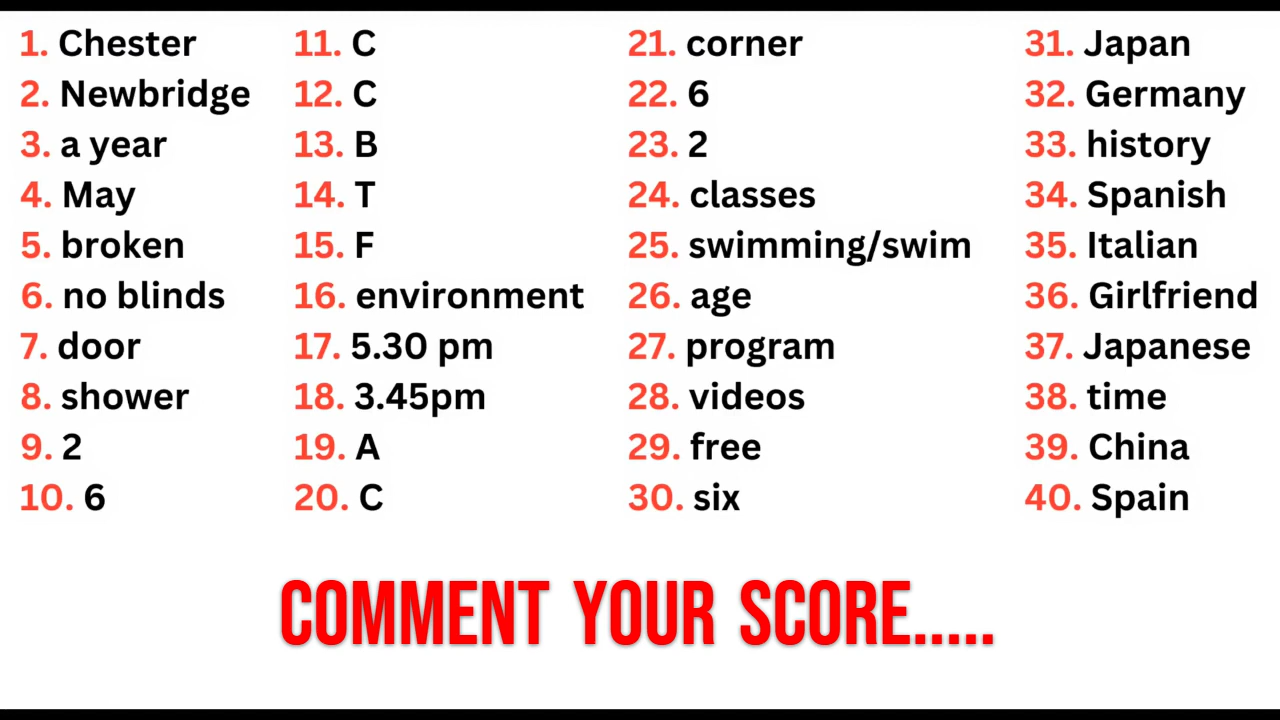 1. Chester
2. Newbridge
3. a year
4. May
5. broken
6. no blinds
7. door
8. shower
9. 2
10. 6
11. C
12. C
13. B
14. T
15. F
16. environment
17. 5.30 pm
18. 3.45pm
19. A
20. C
21. corner
22. 6
23. 2
24. classes
25. swimming/swim
26. age
27. program
28. videos
29. free
30. six
31. Japan
32. Germany
33. history
34. Spanish
35. Italian
36. Girlfriend
37. Japanese
38. time
39. China
40. Spain
COMMENT YOUR SCORE.....